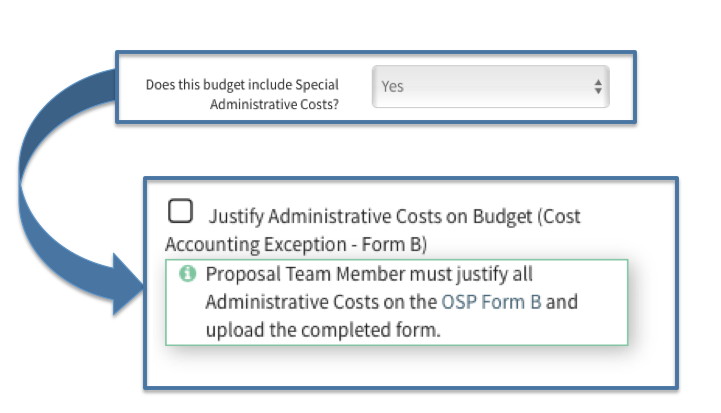 Does this budget include Special
Administrative Costs?
Yes
Justify Administrative Costs on Budget (Cost
Accounting Exception - Form B)
Proposal Team Member must justify all
Administrative Costs on the OSP Form B and
upload the completed form.